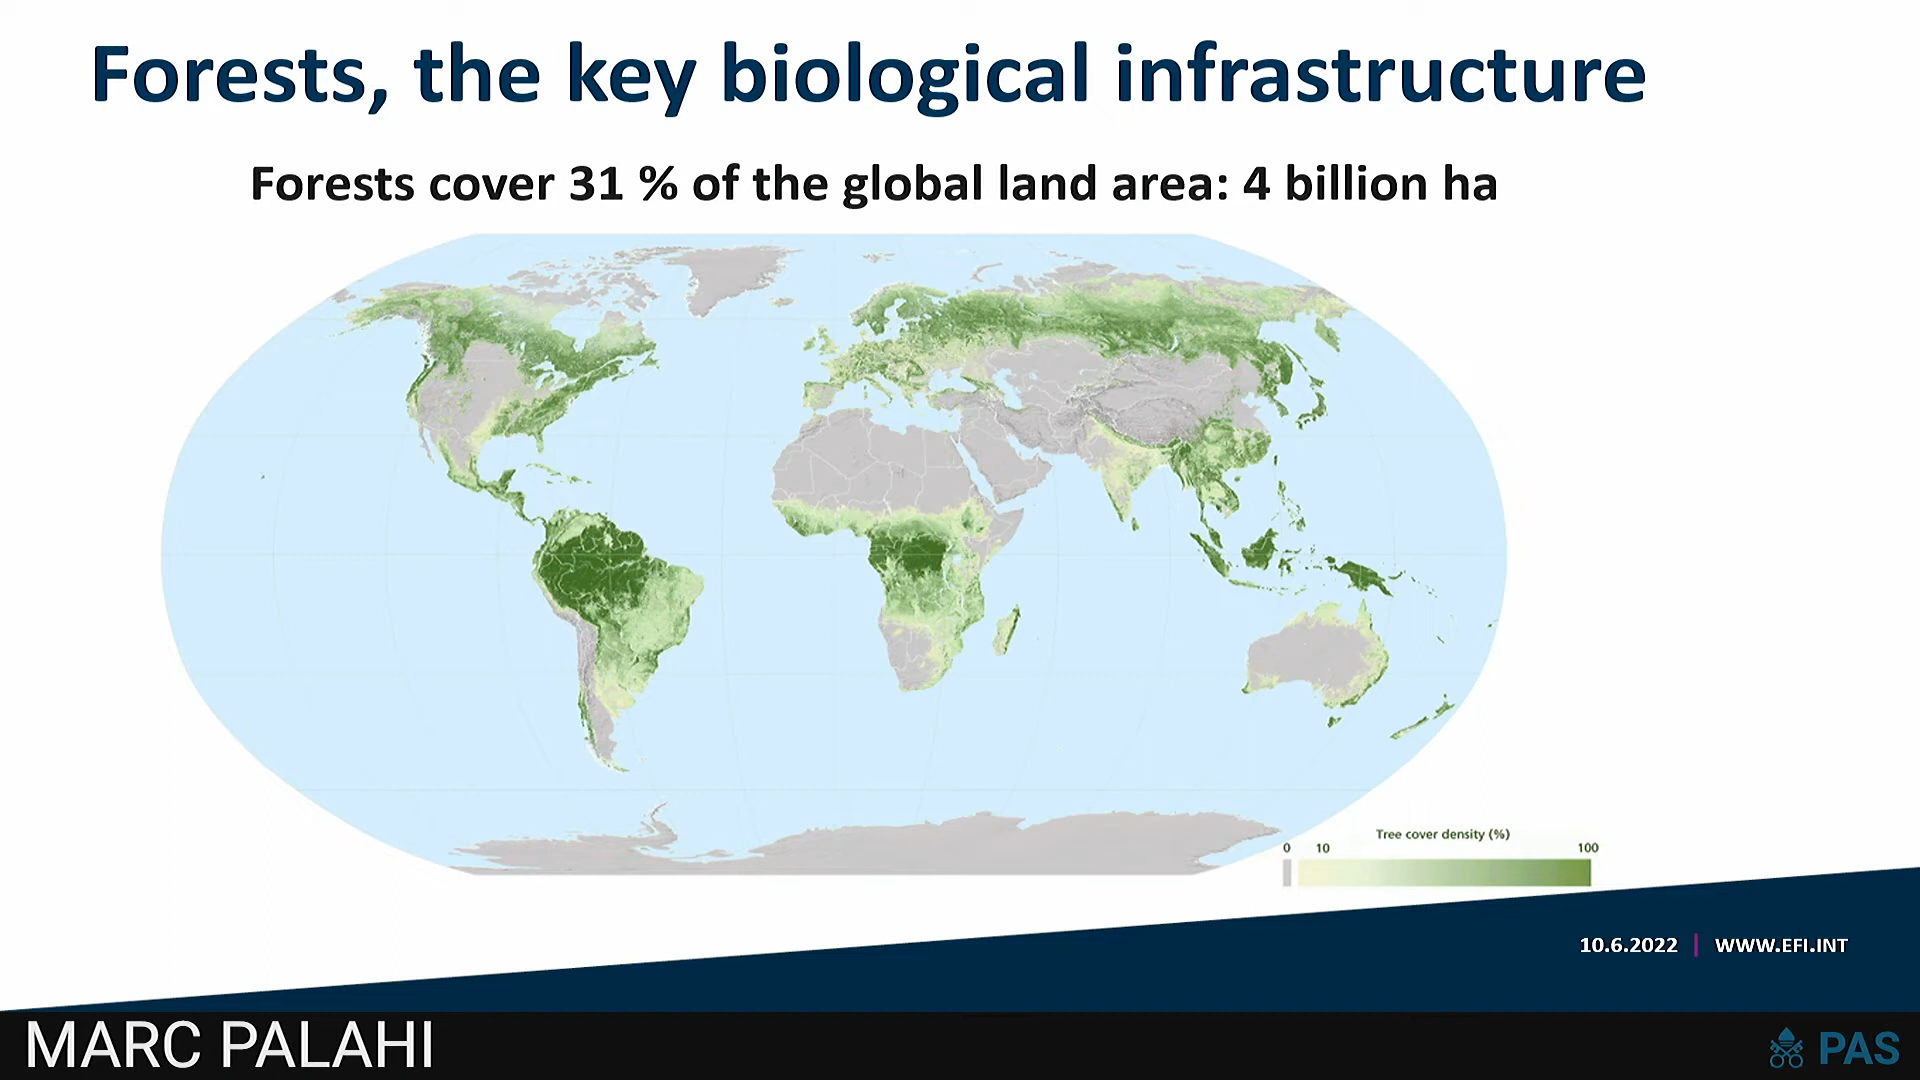 Forests, the key biological infrastructure
Forests cover 31 % of the global land area: 4 billion ha
Tree cover density (%)
0 10 100
10.6.2022 | WWW.EFI.INT
MARC PALAHI
PAS